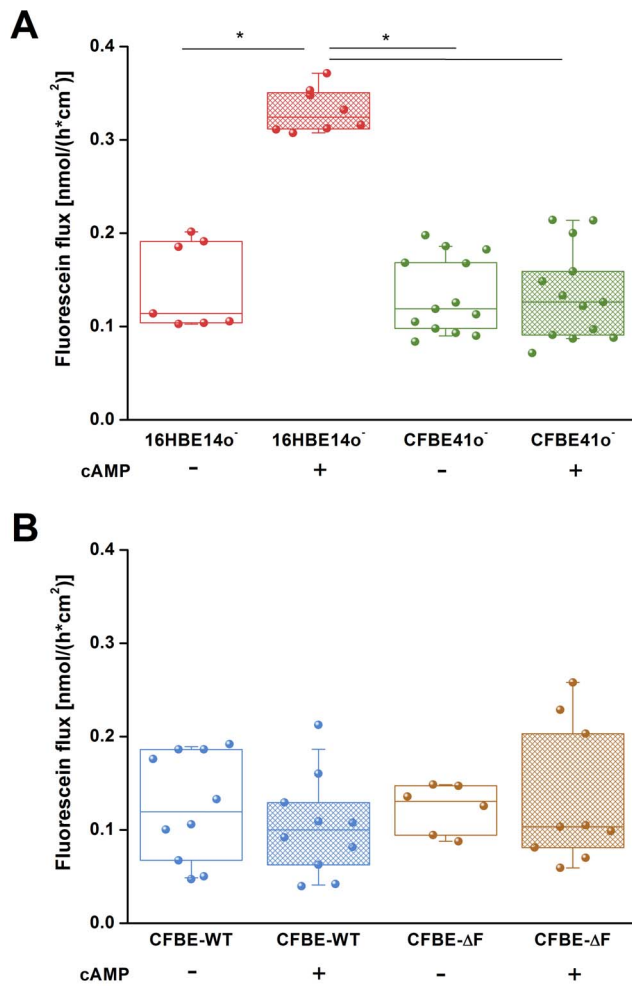 A
* *
Fluorescein flux [nmol/(h*cm²)]
0.4
0.3
0.2
0.1
0.0
16HBE14o⁻ 16HBE14o⁻ CFBE41o⁻ CFBE41o⁻
cAMP - + - +
B
Fluorescein flux [nmol/(h*cm²)]
0.4
0.3
0.2
0.1
0.0
CFBE-WT CFBE-WT CFBE-ΔF CFBE-ΔF
cAMP - + - +